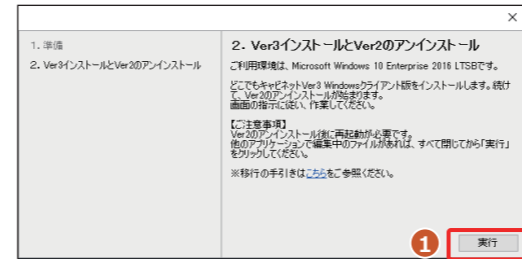 1. 準備
2. Ver3インストールとVer2のアンインストール
2. Ver3インストールとVer2のアンインストール
ご利用環境は、Microsoft Windows 10 Enterprise 2016 LTSBです。
どこでもキャビネットVer3 Windowsクライアント版をインストールします。続け
て、Ver2のアンインストールが始まります。
画面の指示に従い、作業してください。
【ご注意事項】
Ver2のアンインストール後に再起動が必要です。
他のアプリケーションで編集中のファイルがあれば、すべて閉じてから「実行」
をクリックしてください。
※移行の手引きはこちらをご参照ください。
1
実行